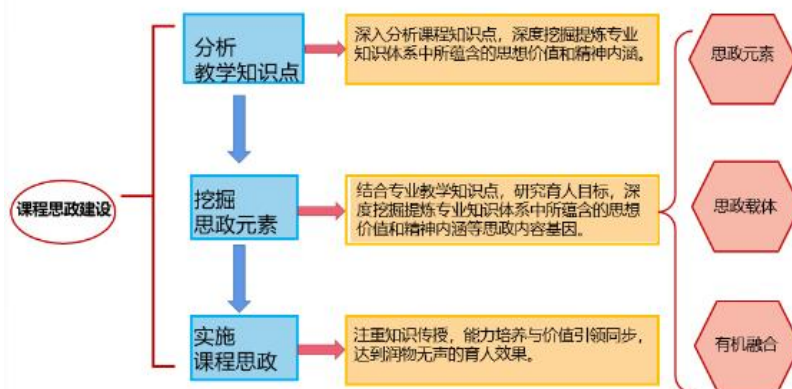 课程思政建设
分析
教学知识点
深入分析课程知识点，深度挖掘提炼专业
知识体系中所蕴含的思想价值和精神内涵。
挖掘
思政元素
结合专业教学知识点，研究育人目标，深
度挖掘提炼专业知识体系中所蕴含的思想
价值和精神内涵等思政内容基因。
实施
课程思政
注重知识传授，能力培养与价值引领同步，
达到润物无声的育人效果。
思政元素
思政载体
有机融合